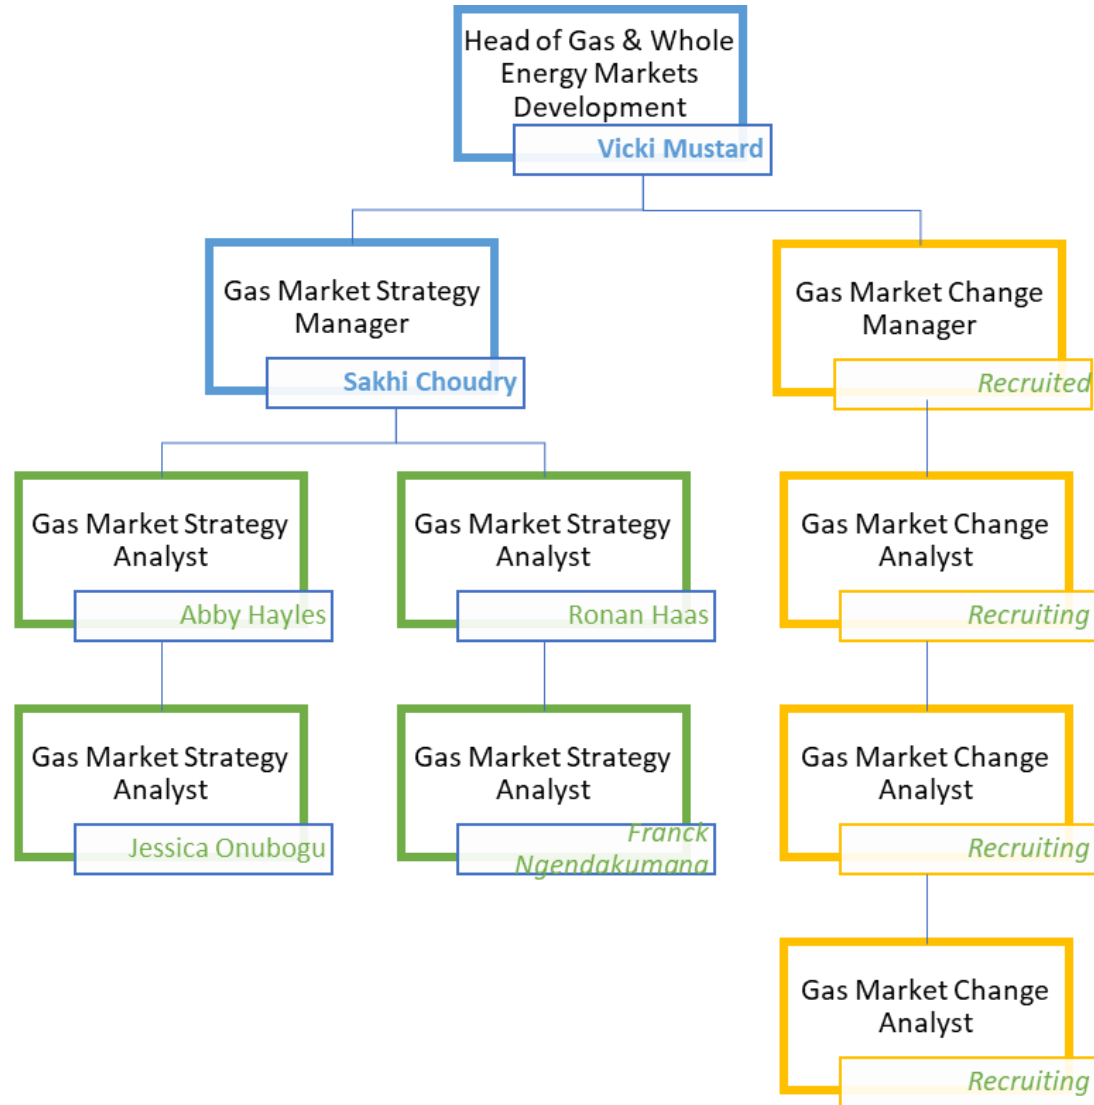 Head of Gas & Whole
Energy Markets
Development
Vicki Mustard
Gas Market Strategy
Manager
Sakhi Choudry
Gas Market Change
Manager
Recruited
Gas Market Strategy
Analyst
Abby Hayles
Gas Market Strategy
Analyst
Ronan Haas
Gas Market Change
Analyst
Recruiting
Gas Market Strategy
Analyst
Jessica Onubogu
Gas Market Strategy
Analyst
Franck
Ngendakumana
Gas Market Change
Analyst
Recruiting
Gas Market Change
Analyst
Recruiting